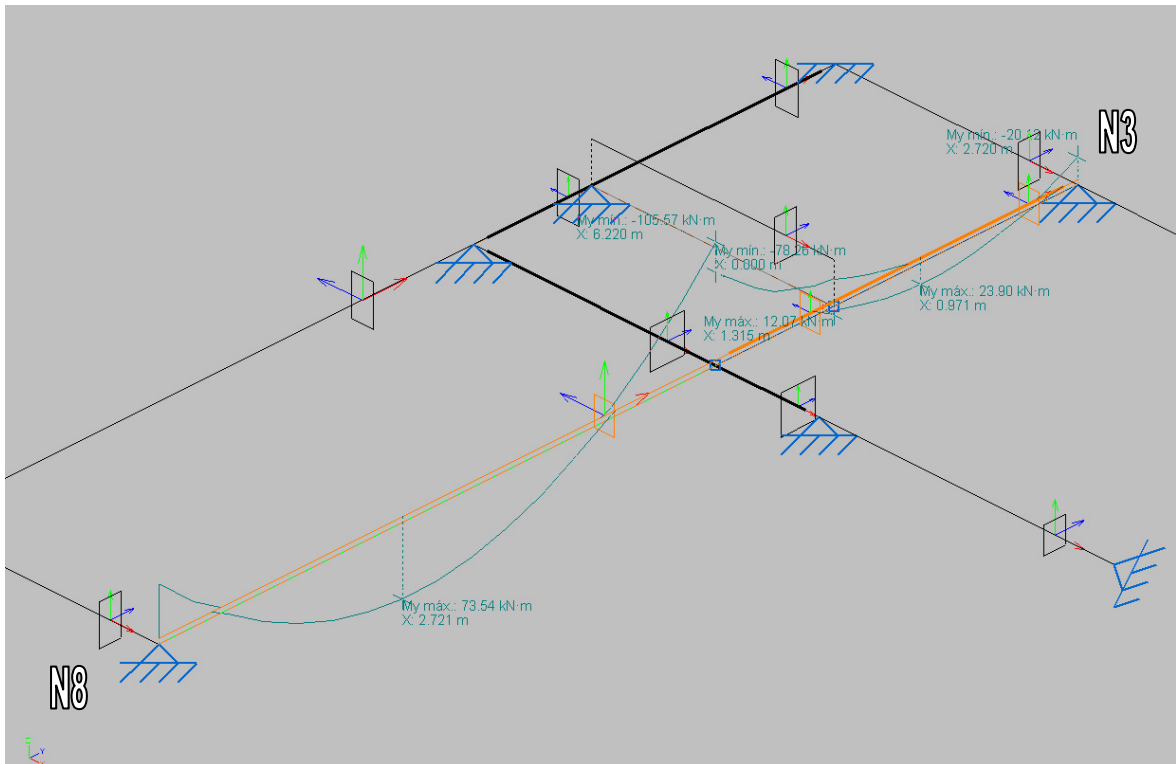 My mín.: -20.12 kN·m
X: 2.720 m
N3
My mín.: -105.57 kN·m
X: 6.220 m
My mín.: -78.26 kN·m
X: 0.000 m
My máx.: 23.90 kN·m
X: 0.971 m
My máx.: 12.07 kN·m
X: 1.315 m
My máx.: 73.54 kN·m
X: 2.721 m
N8
Y
X